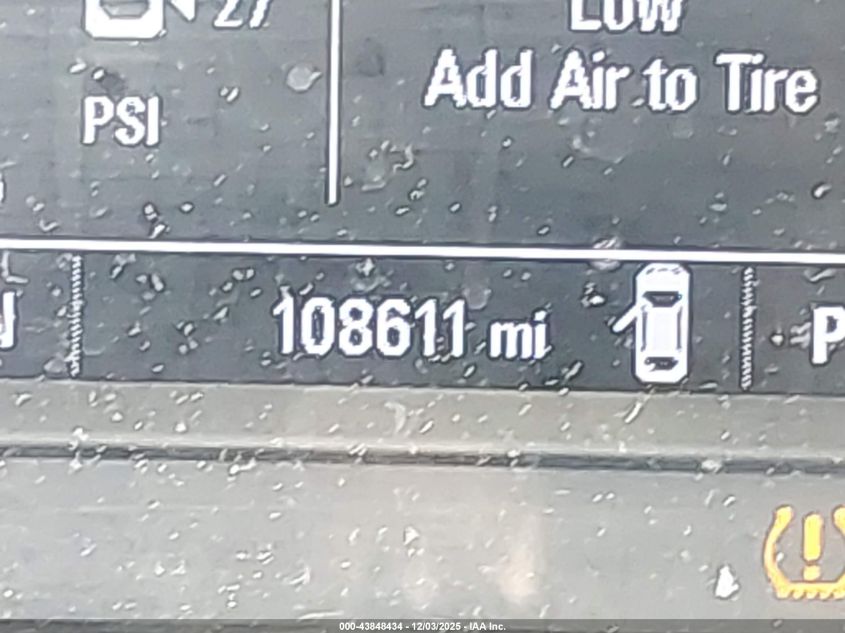 27
Low
Add Air to Tire
PSI
108611 mi
P
000-43848434 - 12/03/2025 - IAA Inc.